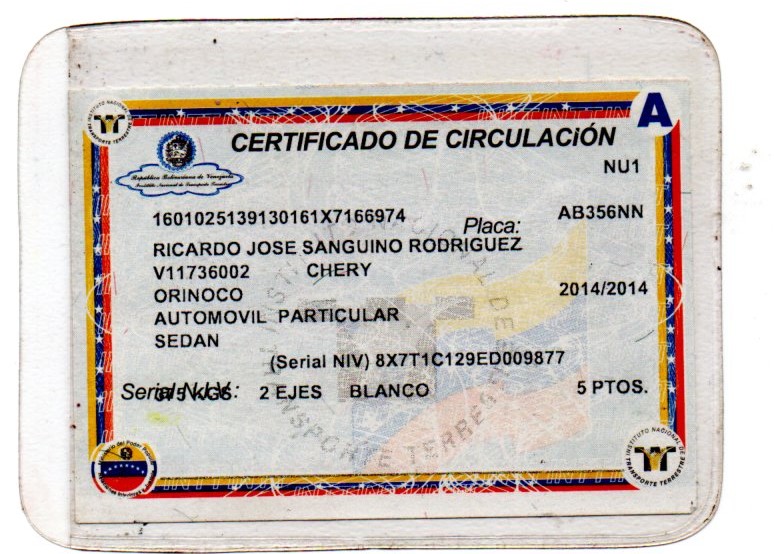 A
CERTIFICADO DE CIRCULACIÓN
NU1
República Bolivariana de Venezuela
Instituto Nacional de Transporte Terrestre
1601025139130161X7166974 Placa: AB356NN
RICARDO JOSE SANGUINO RODRIGUEZ
V11736002 CHERY
ORINOCO 2014/2014
AUTOMOVIL PARTICULAR
SEDAN
(Serial NIV) 8X7T1C129ED009877
Serial N.I.V.: KGS 2 EJES BLANCO 5 PTOS.
INSTITUTO NACIONAL DE TRANSPORTE TERRESTRE